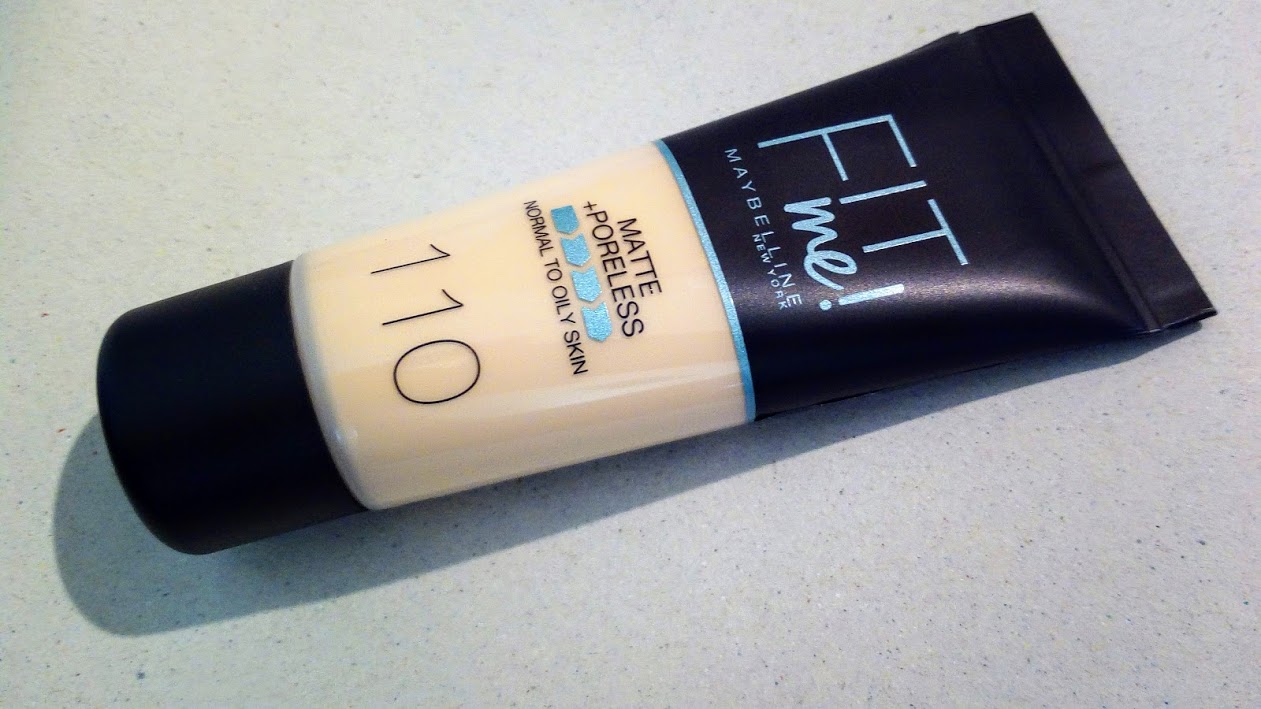 FIT
me!
MAYBELLINE
NEW YORK
MATTE
+PORELESS
NORMAL TO OILY SKIN
110